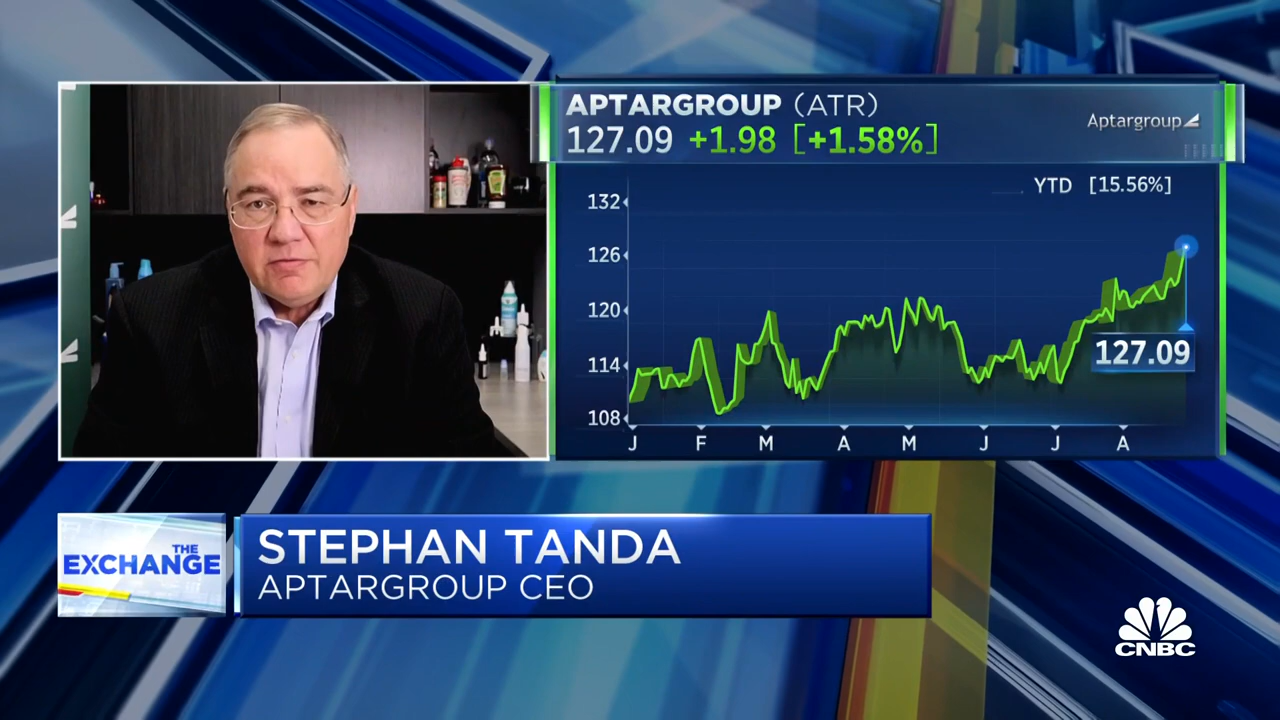 APTARGROUP (ATR)
127.09 +1.98 [+1.58%]
Aptargroup
YTD [15.56%]
132
126
120
114
108
127.09
J F M A M J J A
THE
EXCHANGE
STEPHAN TANDA
APTARGROUP CEO
CNBC